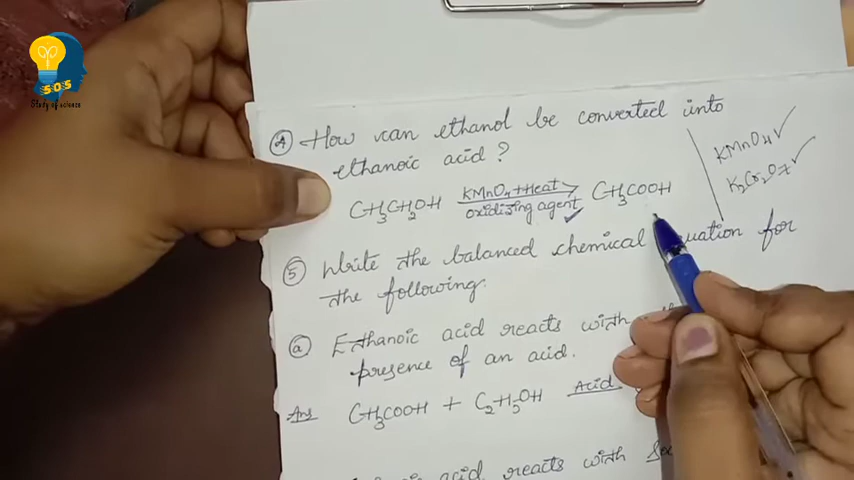 SOS
Study of science
④ How can ethanol be converted into
ethanoic acid?
CH3CH2OH KMnO4 + Heat → CH3COOH
oxidizing agent ✓
KMnO4 ✓
K2Cr2O7 ✓
⑤ Write the balanced chemical equation for
the following.
ⓐ Ethanoic acid reacts with
presence of an acid.
Ans CH3COOH + C2H5OH Acid
acid reacts with